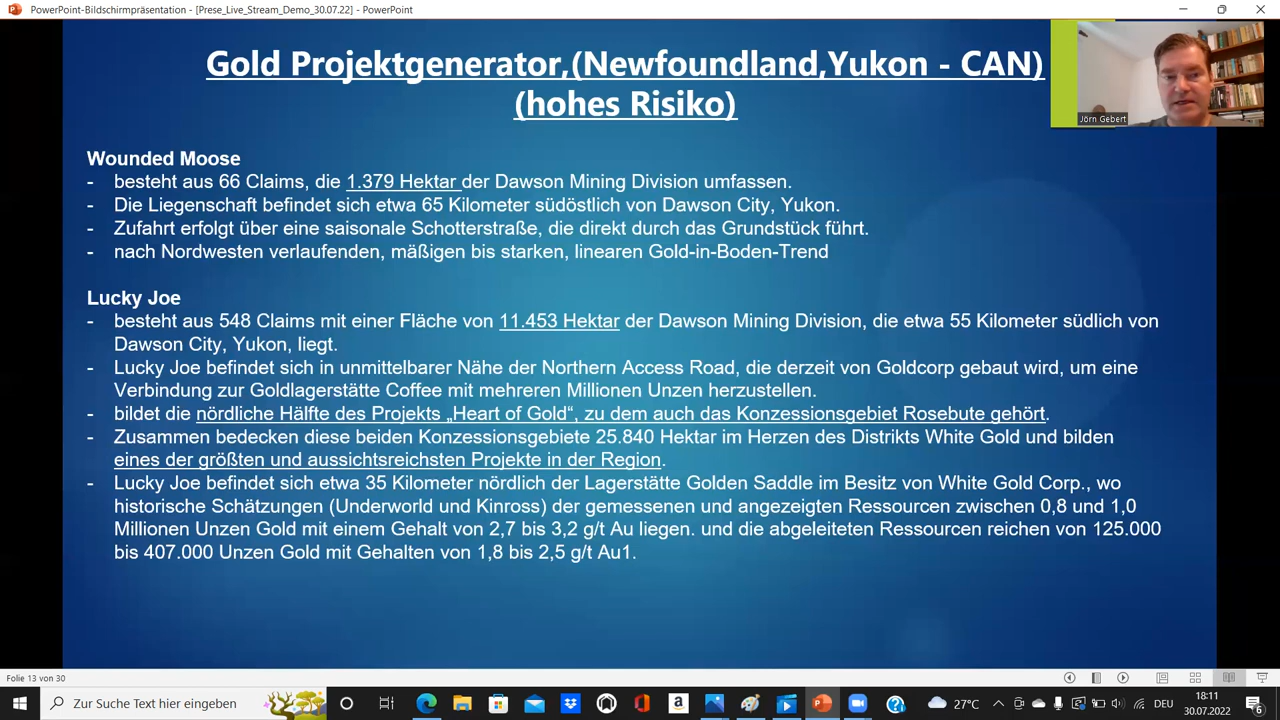 PowerPoint-Bildschirmpräsentation - [Prese_Live_Stream_Demo_30.07.22] - PowerPoint
Gold Projektgenerator,(Newfoundland,Yukon - CAN)
(hohes Risiko)
Jörn Gebert
Wounded Moose
- besteht aus 66 Claims, die 1.379 Hektar der Dawson Mining Division umfassen.
- Die Liegenschaft befindet sich etwa 65 Kilometer südöstlich von Dawson City, Yukon.
- Zufahrt erfolgt über eine saisonale Schotterstraße, die direkt durch das Grundstück führt.
- nach Nordwesten verlaufenden, mäßigen bis starken, linearen Gold-in-Boden-Trend
Lucky Joe
- besteht aus 548 Claims mit einer Fläche von 11.453 Hektar der Dawson Mining Division, die etwa 55 Kilometer südlich von
Dawson City, Yukon, liegt.
- Lucky Joe befindet sich in unmittelbarer Nähe der Northern Access Road, die derzeit von Goldcorp gebaut wird, um eine
Verbindung zur Goldlagerstätte Coffee mit mehreren Millionen Unzen herzustellen.
- bildet die nördliche Hälfte des Projekts „Heart of Gold“, zu dem auch das Konzessionsgebiet Rosebute gehört.
- Zusammen bedecken diese beiden Konzessionsgebiete 25.840 Hektar im Herzen des Distrikts White Gold und bilden
eines der größten und aussichtsreichsten Projekte in der Region.
- Lucky Joe befindet sich etwa 35 Kilometer nördlich der Lagerstätte Golden Saddle im Besitz von White Gold Corp., wo
historische Schätzungen (Underworld und Kinross) der gemessenen und angezeigten Ressourcen zwischen 0,8 und 1,0
Millionen Unzen Gold mit einem Gehalt von 2,7 bis 3,2 g/t Au liegen. und die abgeleiteten Ressourcen reichen von 125.000
bis 407.000 Unzen Gold mit Gehalten von 1,8 bis 2,5 g/t Au1.
Folie 13 von 30
Zur Suche Text hier eingeben
27°C
DEU
18:11
30.07.2022
6